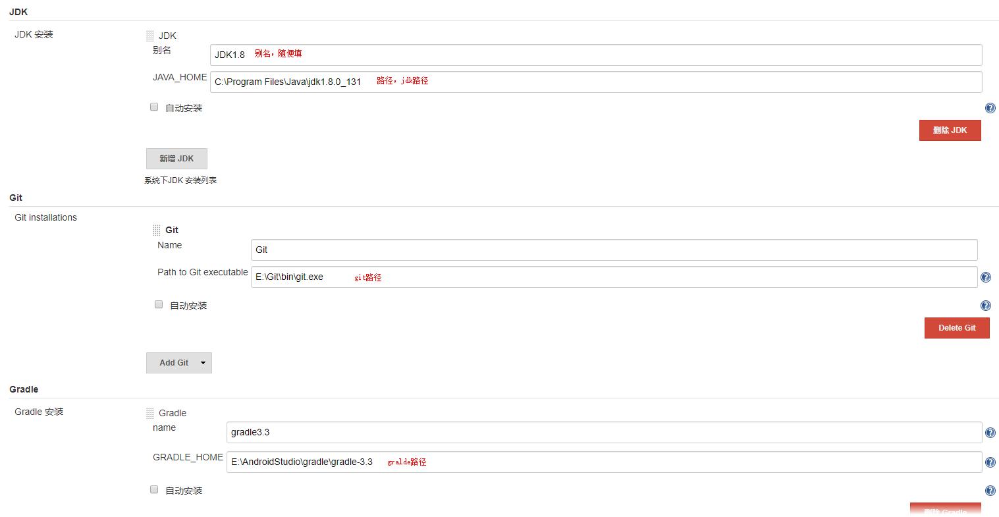 JDK
JDK 安装
JDK
别名
JDK1.8 别名，随便填
JAVA_HOME
C:\Program Files\Java\jdk1.8.0_131 路径，jdk路径
自动安装
删除 JDK
新增 JDK
系统下JDK 安装列表
Git
Git installations
Git
Name
Git
Path to Git executable
E:\Git\bin\git.exe git路径
自动安装
Delete Git
Add Git
Gradle
Gradle 安装
Gradle
name
gradle3.3
GRADLE_HOME
E:\AndroidStudio\gradle\gradle-3.3 gralde路径
自动安装
删除 Gradle